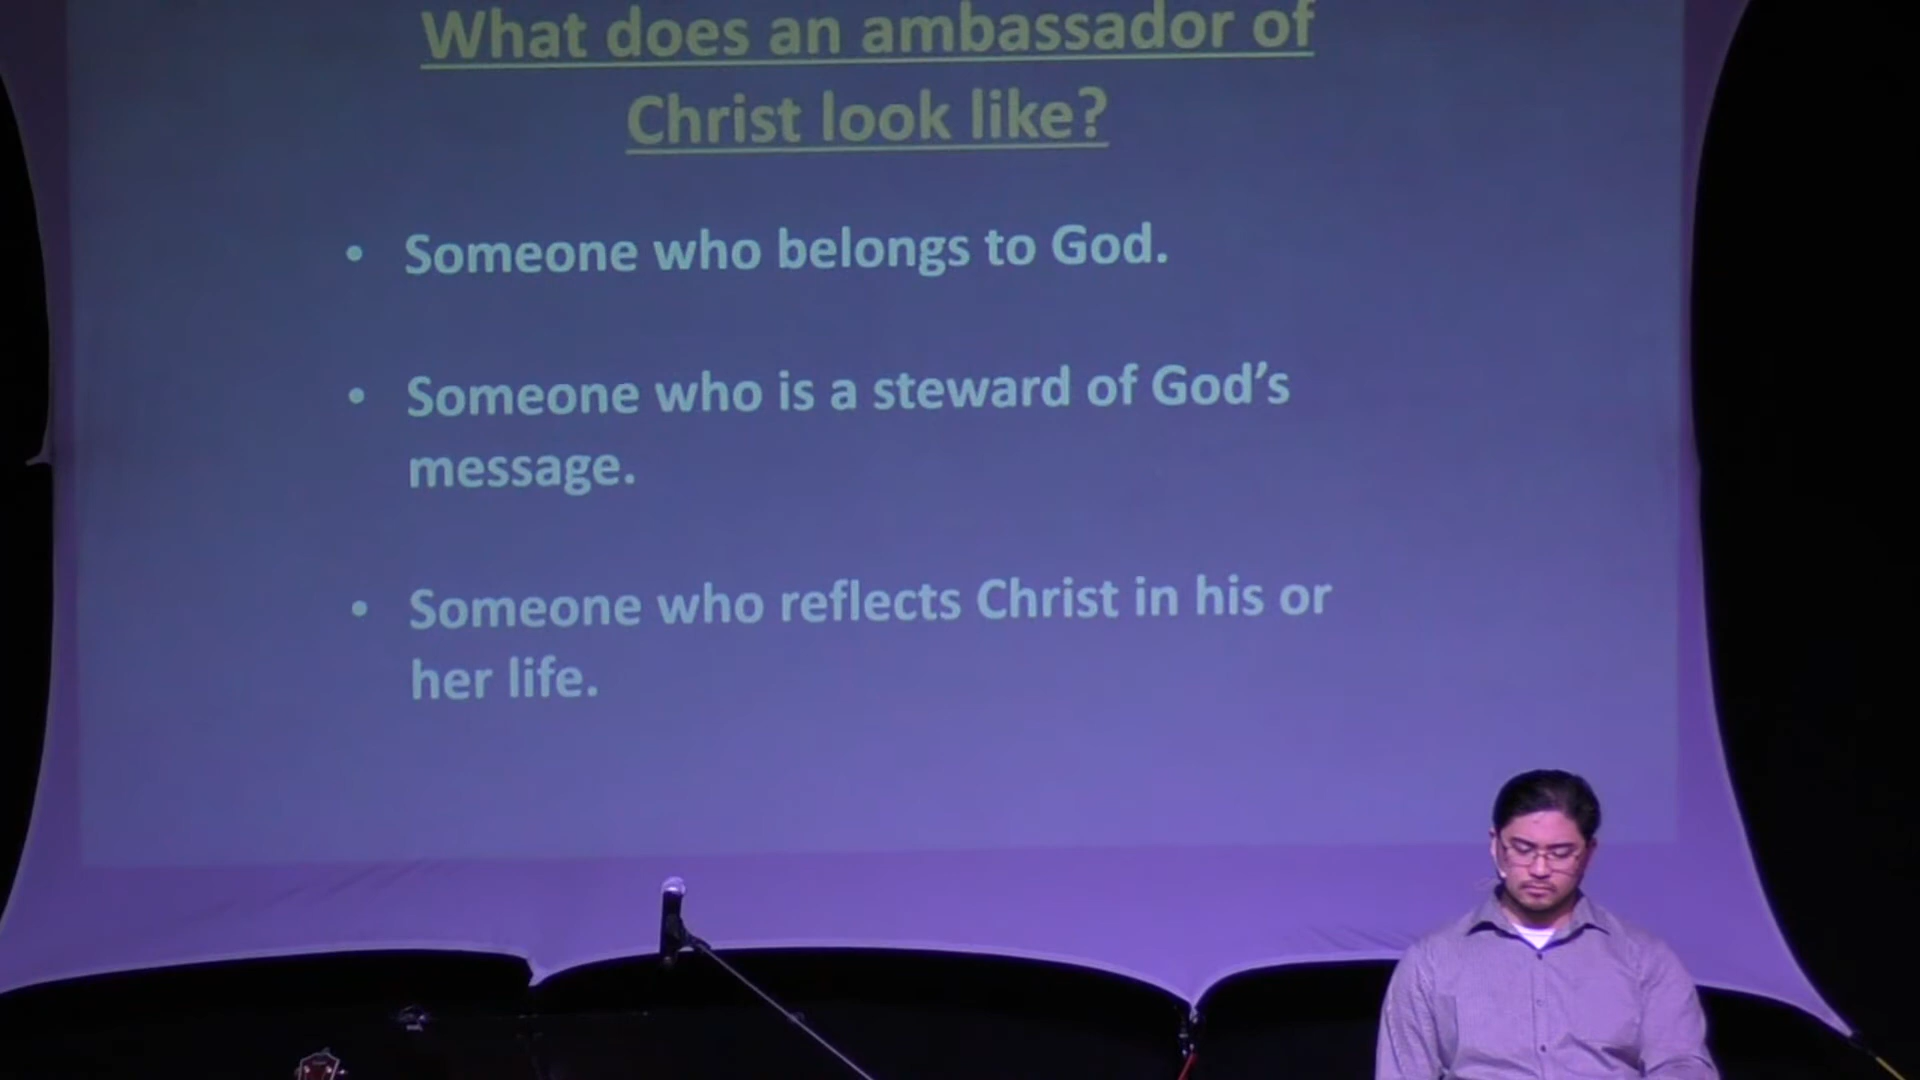 What does an ambassador of
Christ look like?
• Someone who belongs to God.
• Someone who is a steward of God’s
message.
• Someone who reflects Christ in his or
her life.